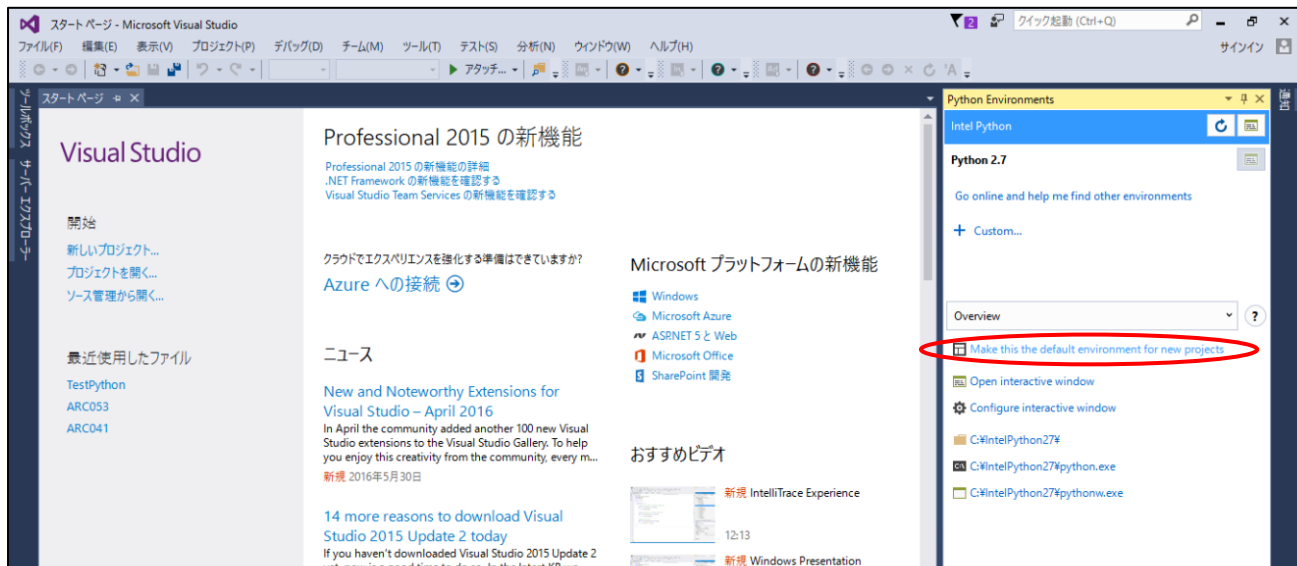 スタート ページ - Microsoft Visual Studio
2
クイック起動 (Ctrl+Q)
ファイル(F) 編集(E) 表示(V) プロジェクト(P) デバッグ(D) チーム(M) ツール(T) テスト(S) 分析(N) ウィンドウ(W) ヘルプ(H)
サインイン
アタッチ...
ツールボックス
サーバー エクスプローラー
スタート ページ
Visual Studio
開始
新しいプロジェクト...
プロジェクトを開く...
ソース管理から開く...
最近使用したファイル
TestPython
ARC053
ARC041
Professional 2015 の新機能
Professional 2015 の新機能の詳細
.NET Framework の新機能を確認する
Visual Studio Team Services の新機能を確認する
クラウドでエクスペリエンスを強化する準備はできていますか?
Azure への接続
ニュース
New and Noteworthy Extensions for
Visual Studio – April 2016
In April the community added another 100 new Visual
Studio extensions to the Visual Studio Gallery. To help
you enjoy this creativity from the community, every m...
新規 2016年5月30日
14 more reasons to download Visual
Studio 2015 Update 2 today
If you haven't downloaded Visual Studio 2015 Update 2
Microsoft プラットフォームの新機能
Windows
Microsoft Azure
ASP.NET 5 と Web
Microsoft Office
SharePoint 開発
おすすめビデオ
新規 IntelliTrace Experience
12:13
新規 Windows Presentation
Python Environments
Intel Python
Python 2.7
Go online and help me find other environments
+ Custom...
Overview
?
Make this the default environment for new projects
Open interactive window
Configure interactive window
C:¥IntelPython27¥
C:¥IntelPython27¥python.exe
C:¥IntelPython27¥pythonw.exe
通知